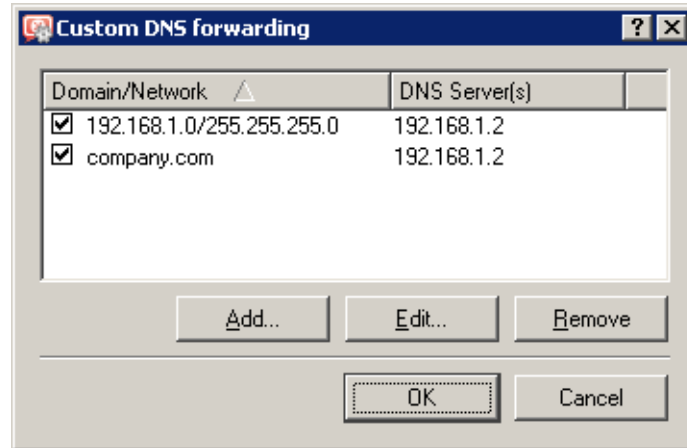 Custom DNS forwarding
Domain/Network DNS Server(s)
192.168.1.0/255.255.255.0 192.168.1.2
company.com 192.168.1.2
Add... Edit... Remove
OK Cancel